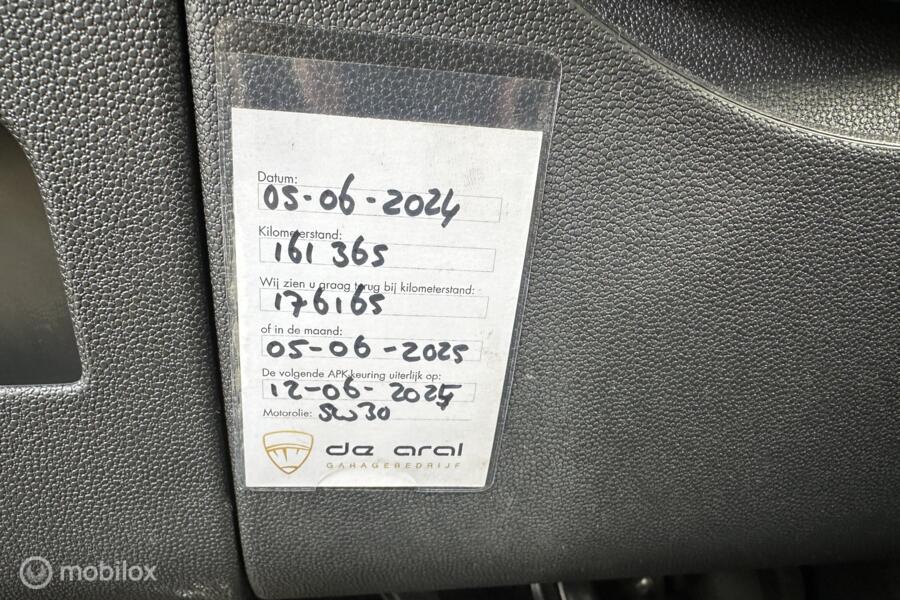 Datum:
05-06-2024
Kilometerstand:
161 365
Wij zien u graag terug bij kilometerstand:
176165
of in de maand:
05-06-2025
De volgende APK-keuring uiterlijk op:
12-06-2025
Motorolie: 5W30
de aral
GARAGEBEDRIJF
mobilox